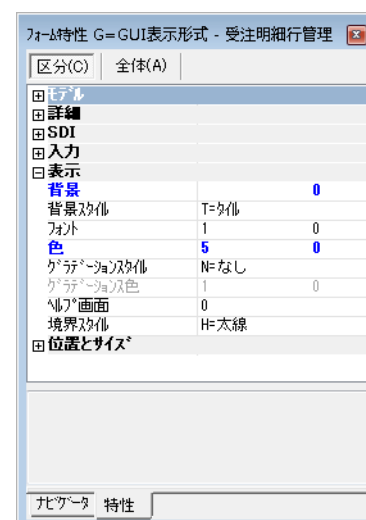 ﾌｫｰﾑ特性 G=GUI表示形式 - 受注明細行管理
区分(C) 全体(A)
ﾓﾃﾞﾙ
詳細
SDI
入力
表示
背景 0
背景ｽﾀｲﾙ T=ﾀｲﾙ
ﾌｫﾝﾄ 1 0
色 5 0
ｸﾞﾗﾃﾞｰｼｮﾝｽﾀｲﾙ N=なし
ｸﾞﾗﾃﾞｰｼｮﾝｽ色 1 0
ﾍﾙﾌﾟ画面 0
境界ｽﾀｲﾙ H=太線
位置とｻｲｽﾞ
ﾅﾋﾞｹﾞｰﾀ 特性